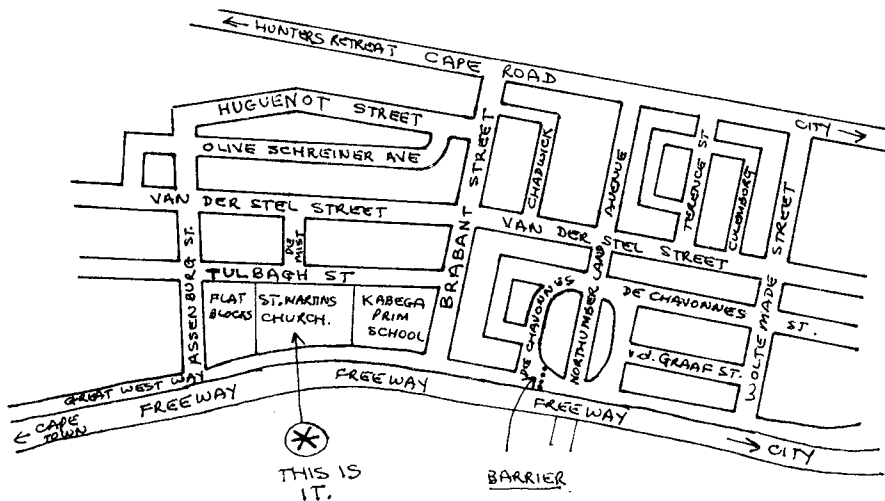 ← HUNTERS RETREAT
CAPE ROAD
CITY →
HUGUENOT STREET
OLIVE SCHREINER AVE
BRABANT STREET
CHADWICK
NORTHUMBERLAND AVENUE
TERENCE ST
CULEMBORG
WOLTEMADE STREET
VAN DER STEL STREET
VAN DER STEL STREET
DE MIST
ASSENBURG ST.
TULBAGH ST
FLAT
BLOCKS
ST. MARTINS
CHURCH.
KABEGA
PRIM
SCHOOL
DE CHAVONNES
DE CHAVONNES ST.
d. GRAAF ST.
GREAT WEST WAY
FREEWAY
FREEWAY
FREEWAY
← CAPE
TOWN
→ CITY
THIS IS
IT.
BARRIER